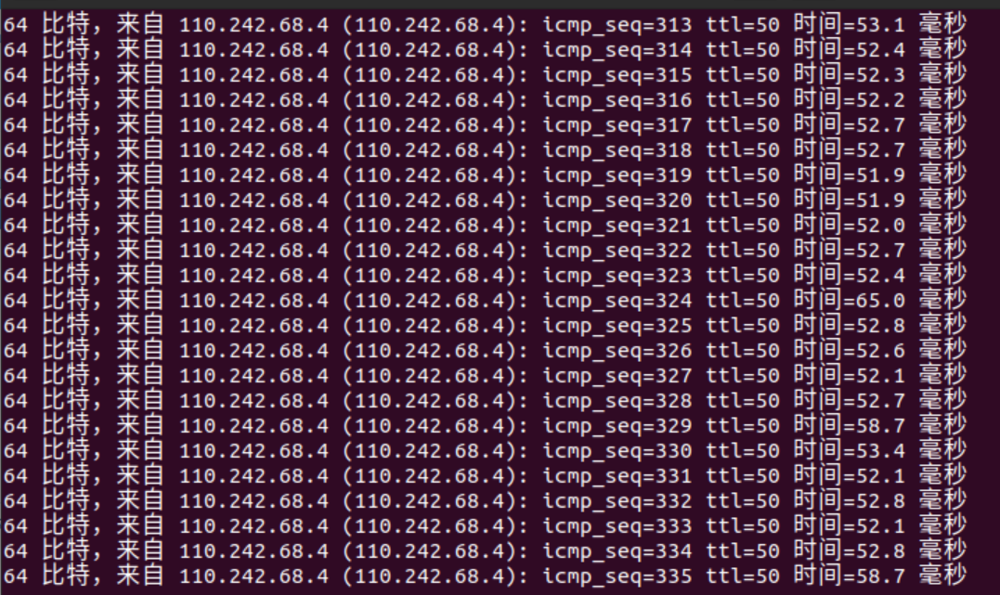 64 比特，来自 110.242.68.4 (110.242.68.4): icmp_seq=313 ttl=50 时间=53.1 毫秒
64 比特，来自 110.242.68.4 (110.242.68.4): icmp_seq=314 ttl=50 时间=52.4 毫秒
64 比特，来自 110.242.68.4 (110.242.68.4): icmp_seq=315 ttl=50 时间=52.3 毫秒
64 比特，来自 110.242.68.4 (110.242.68.4): icmp_seq=316 ttl=50 时间=52.2 毫秒
64 比特，来自 110.242.68.4 (110.242.68.4): icmp_seq=317 ttl=50 时间=52.7 毫秒
64 比特，来自 110.242.68.4 (110.242.68.4): icmp_seq=318 ttl=50 时间=52.7 毫秒
64 比特，来自 110.242.68.4 (110.242.68.4): icmp_seq=319 ttl=50 时间=51.9 毫秒
64 比特，来自 110.242.68.4 (110.242.68.4): icmp_seq=320 ttl=50 时间=51.9 毫秒
64 比特，来自 110.242.68.4 (110.242.68.4): icmp_seq=321 ttl=50 时间=52.0 毫秒
64 比特，来自 110.242.68.4 (110.242.68.4): icmp_seq=322 ttl=50 时间=52.7 毫秒
64 比特，来自 110.242.68.4 (110.242.68.4): icmp_seq=323 ttl=50 时间=52.4 毫秒
64 比特，来自 110.242.68.4 (110.242.68.4): icmp_seq=324 ttl=50 时间=65.0 毫秒
64 比特，来自 110.242.68.4 (110.242.68.4): icmp_seq=325 ttl=50 时间=52.8 毫秒
64 比特，来自 110.242.68.4 (110.242.68.4): icmp_seq=326 ttl=50 时间=52.6 毫秒
64 比特，来自 110.242.68.4 (110.242.68.4): icmp_seq=327 ttl=50 时间=52.1 毫秒
64 比特，来自 110.242.68.4 (110.242.68.4): icmp_seq=328 ttl=50 时间=52.7 毫秒
64 比特，来自 110.242.68.4 (110.242.68.4): icmp_seq=329 ttl=50 时间=58.7 毫秒
64 比特，来自 110.242.68.4 (110.242.68.4): icmp_seq=330 ttl=50 时间=53.4 毫秒
64 比特，来自 110.242.68.4 (110.242.68.4): icmp_seq=331 ttl=50 时间=52.1 毫秒
64 比特，来自 110.242.68.4 (110.242.68.4): icmp_seq=332 ttl=50 时间=52.8 毫秒
64 比特，来自 110.242.68.4 (110.242.68.4): icmp_seq=333 ttl=50 时间=52.1 毫秒
64 比特，来自 110.242.68.4 (110.242.68.4): icmp_seq=334 ttl=50 时间=52.8 毫秒
64 比特，来自 110.242.68.4 (110.242.68.4): icmp_seq=335 ttl=50 时间=58.7 毫秒